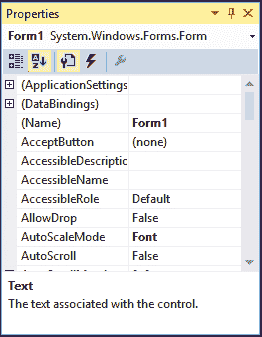 Properties
Form1 System.Windows.Forms.Form
(ApplicationSettings
(DataBindings)
(Name) Form1
AcceptButton (none)
AccessibleDescriptio
AccessibleName
AccessibleRole Default
AllowDrop False
AutoScaleMode Font
AutoScroll False
Text
The text associated with the control.